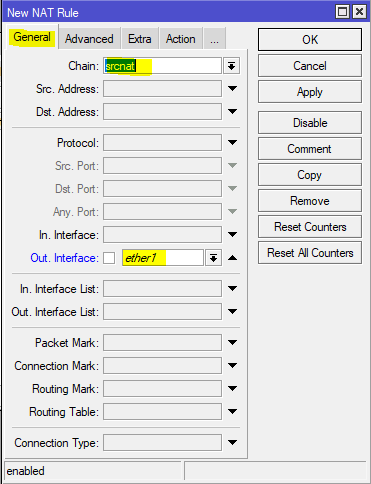 New NAT Rule
General Advanced Extra Action ...
Chain: srcnat
Src. Address:
Dst. Address:
Protocol:
Src. Port:
Dst. Port:
Any. Port:
In. Interface:
Out. Interface: ether1
In. Interface List:
Out. Interface List:
Packet Mark:
Connection Mark:
Routing Mark:
Routing Table:
Connection Type:
OK
Cancel
Apply
Disable
Comment
Copy
Remove
Reset Counters
Reset All Counters
enabled